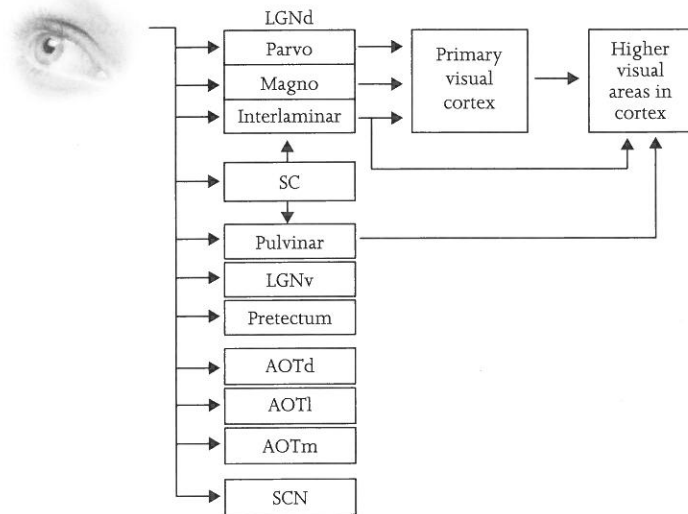 LGNd
Parvo
Magno
Interlaminar
Primary
visual
cortex
Higher
visual
areas in
cortex
SC
Pulvinar
LGNv
Pretectum
AOTd
AOTl
AOTm
SCN